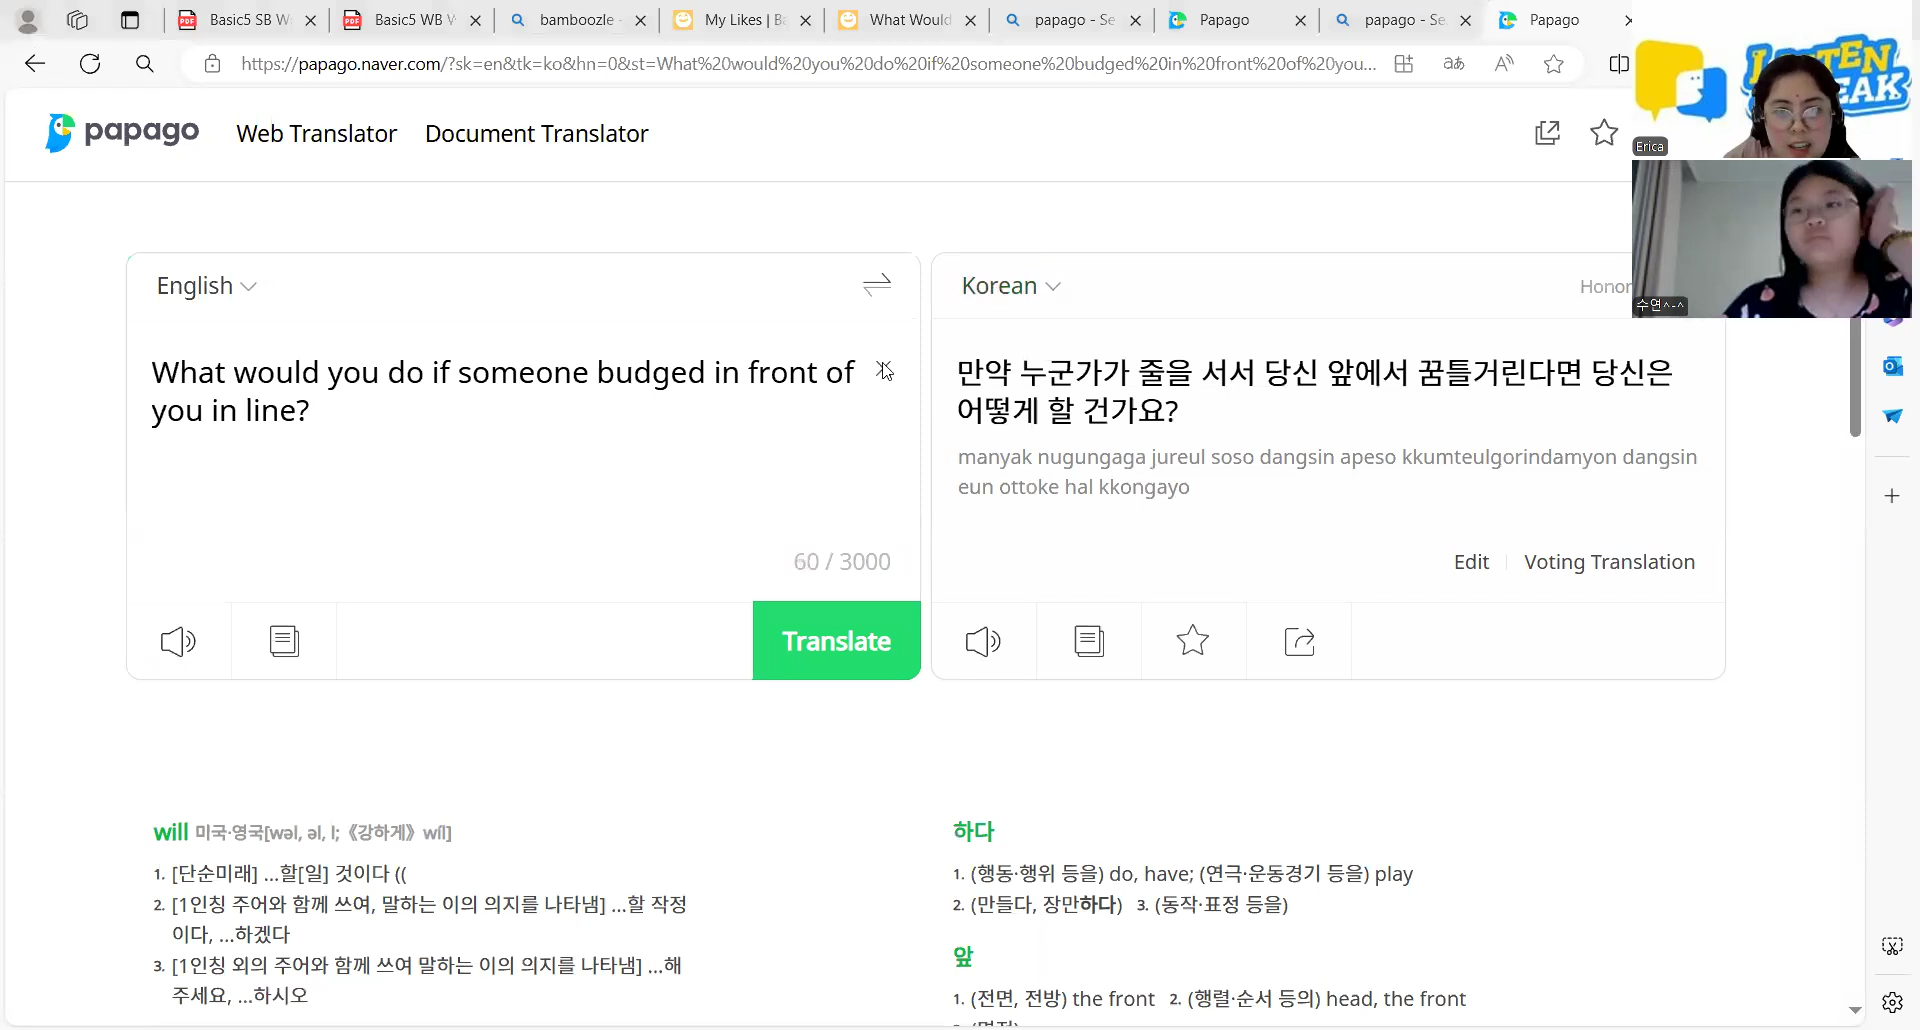 Basic5 SB W
Basic5 WB W
bamboozle -
My Likes | Ba
What Would
papago - Se
Papago
papago - Se
Papago
https://papago.naver.com/?sk=en&tk=ko&hn=0&st=What%20would%20you%20do%20if%20someone%20budged%20in%20front%20of%20you...
papago
Web Translator
Document Translator
LISTEN
EAK
Erica
수연^-^
English
Korean
Honor
What would you do if someone budged in front of
you in line?
60 / 3000
Translate
만약 누군가가 줄을 서서 당신 앞에서 꿈틀거린다면 당신은
어떻게 할 건가요?
manyak nugungaga jureul soso dangsin apeso kkumteulgorindamyon dangsin
eun ottoke hal kkongayo
Edit
Voting Translation
will 미국·영국[wəl, əl, l;《강하게》wíl]
1. [단순미래] ...할[일] 것이다 ((
2. [1인칭 주어와 함께 쓰여, 말하는 이의 의지를 나타냄] ...할 작정
이다, ...하겠다
3. [1인칭 외의 주어와 함께 쓰여 말하는 이의 의지를 나타냄] ...해
주세요, ...하시오
하다
1. (행동·행위 등을) do, have; (연극·운동경기 등을) play
2. (만들다, 장만하다) 3. (동작·표정 등을)
앞
1. (전면, 전방) the front 2. (행렬·순서 등의) head, the front